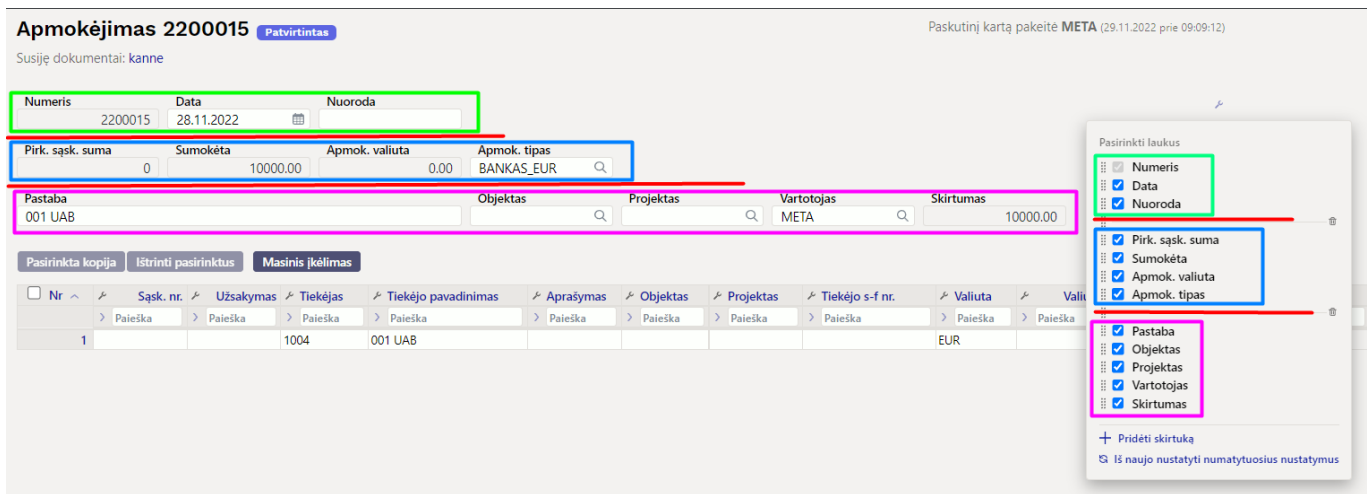 Apmokėjimas 2200015 Patvirtintas
Paskutinį kartą pakeitė META (29.11.2022 prie 09:09:12)
Susiję dokumentai: kanne
Numeris Data Nuoroda
2200015 28.11.2022
Pirk. sąsk. suma Sumokėta Apmok. valiuta Apmok. tipas
0 10000.00 0.00 BANKAS_EUR
Pastaba Objektas Projektas Vartotojas Skirtumas
001 UAB META 10000.00
Pasirinkta kopija Ištrinti pasirinktus Masinis įkėlimas
Nr Sąsk. nr. Užsakymas Tiekėjas Tiekėjo pavadinimas Aprašymas Objektas Projektas Tiekėjo s-f nr. Valiuta
Paieška Paieška Paieška Paieška Paieška Paieška Paieška Paieška Paieška Paieška
1 1004 001 UAB EUR
Pasirinkti laukus
Numeris
Data
Nuoroda
Pirk. sąsk. suma
Sumokėta
Apmok. valiuta
Apmok. tipas
Pastaba
Objektas
Projektas
Vartotojas
Skirtumas
+ Pridėti skirtuką
Iš naujo nustatyti numatytuosius nustatymus